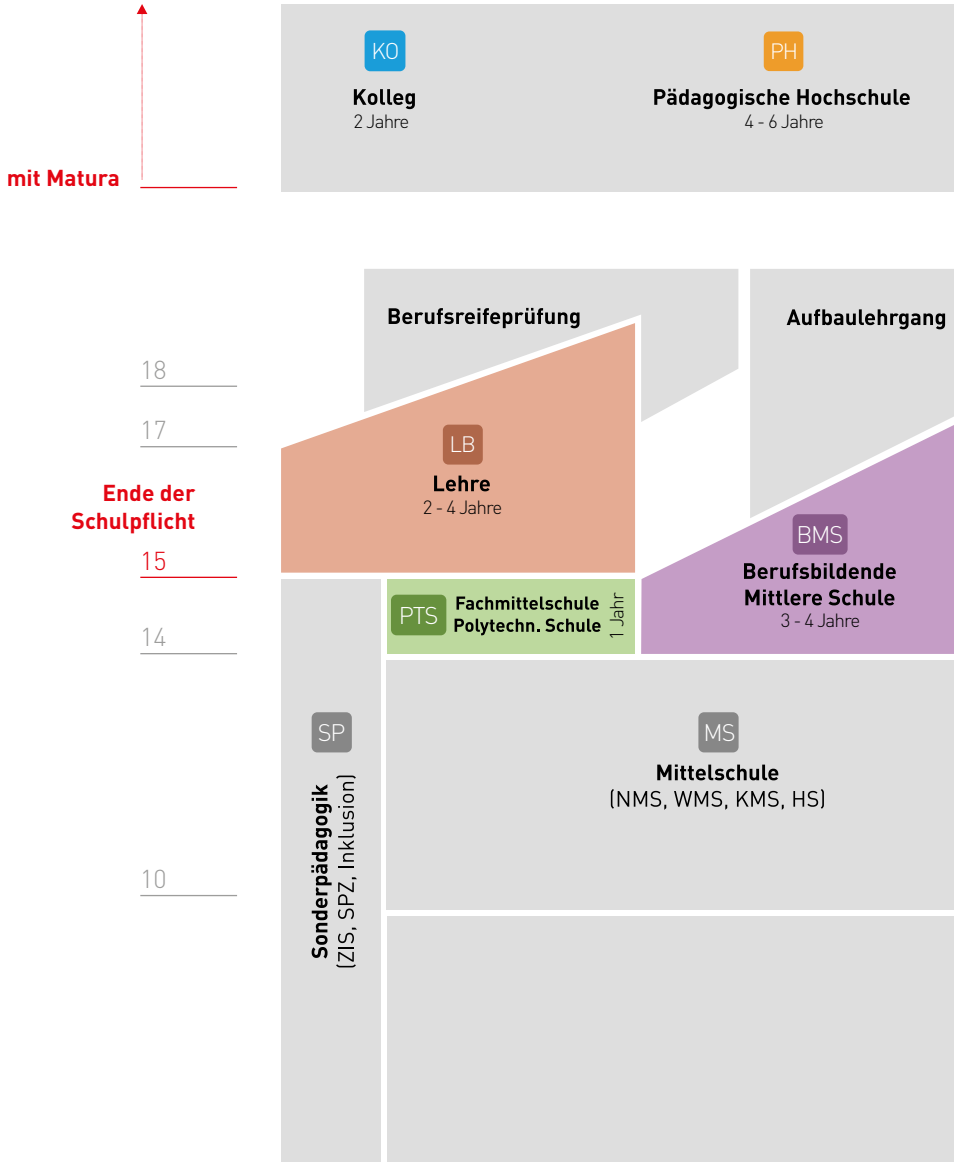 KO
Kolleg
2 Jahre
PH
Pädagogische Hochschule
4 - 6 Jahre
mit Matura
Berufsreifeprüfung
Aufbaulehrgang
18
17
LB
Lehre
2 - 4 Jahre
Ende der
Schulpflicht
15
BMS
Berufsbildende
Mittlere Schule
3 - 4 Jahre
PTS
Fachmittelschule
Polytechn. Schule
1 Jahr
14
SP
Sonderpädagogik
(ZIS, SPZ, Inklusion)
MS
Mittelschule
(NMS, WMS, KMS, HS)
10